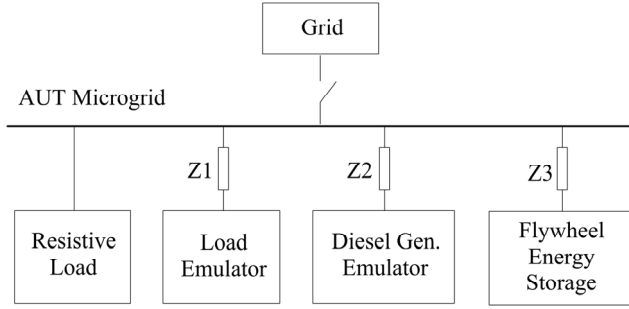 Grid
AUT Microgrid
Z1
Z2
Z3
Resistive
Load
Load
Emulator
Diesel Gen.
Emulator
Flywheel
Energy
Storage